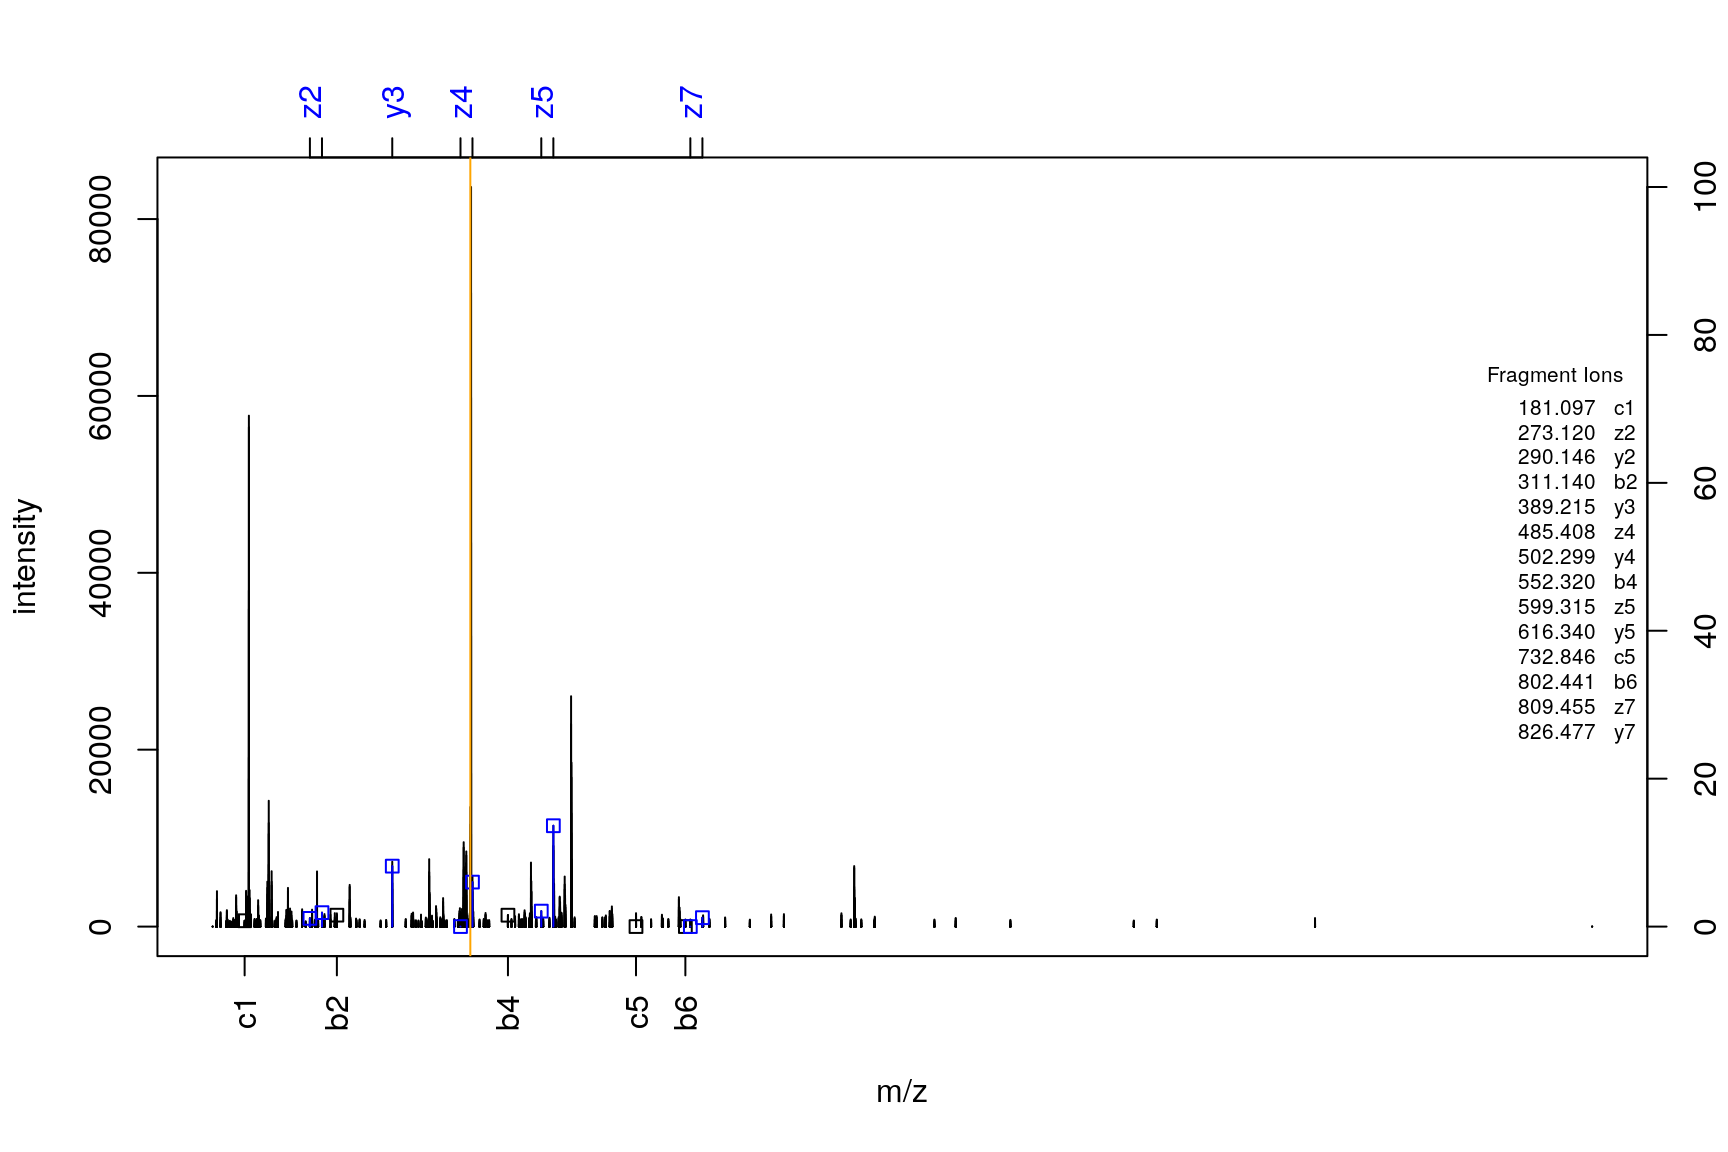 z2 y3 z4 z5 z7
80000
60000
40000
20000
0
intensity
100
80
60
40
20
0
Fragment Ions
181.097 c1
273.120 z2
290.146 y2
311.140 b2
389.215 y3
485.408 z4
502.299 y4
552.320 b4
599.315 z5
616.340 y5
732.846 c5
802.441 b6
809.455 z7
826.477 y7
c1 b2 b4 c5 b6
m/z